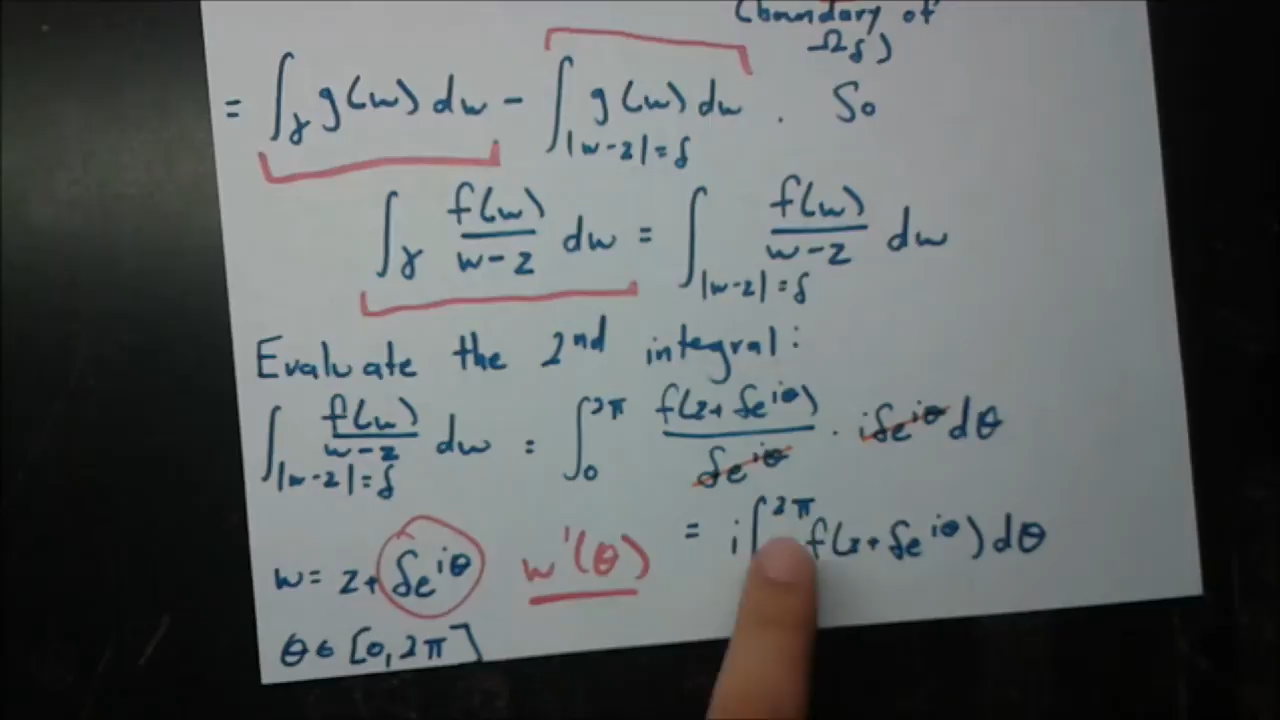 (boundary of
Ωδ)
= ∫γ g(w) dw - ∫|w-z|=δ g(w) dw . So
∫γ f(w)/(w-z) dw = ∫|w-z|=δ f(w)/(w-z) dw
Evaluate the 2nd integral:
∫|w-z|=δ f(w)/(w-z) dw = ∫0^2π f(z+δe^iθ)/δe^iθ · iδe^iθ dθ
= i∫^2π f(z+δe^iθ) dθ
w = z+δe^iθ w'(θ)
θ∈[0,2π]